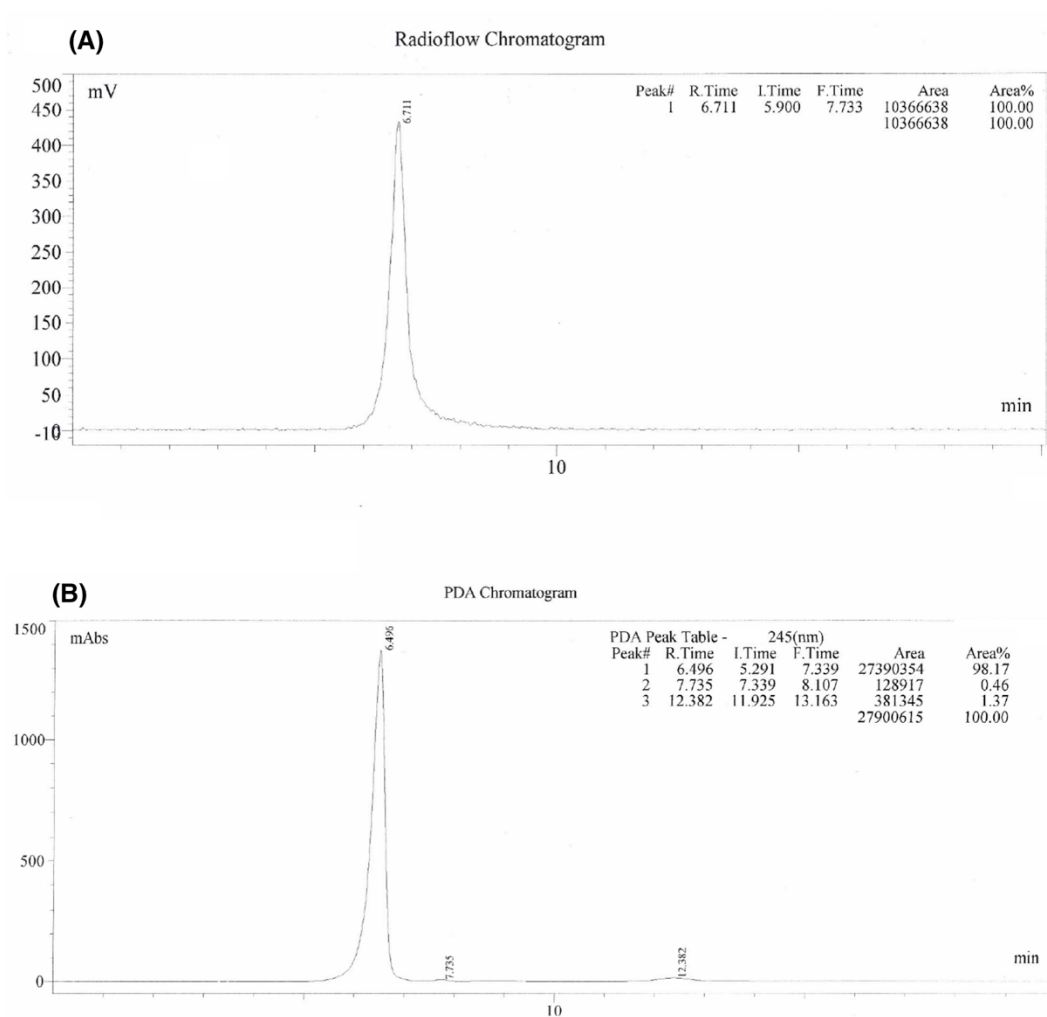 (A)
Radioflow Chromatogram
500
mV
6.711
Peak# R.Time I.Time F.Time Area Area%
1 6.711 5.900 7.733 10366638 100.00
10366638 100.00
450
400
350
300
250
200
150
100
50
min
-10
10
(B)
PDA Chromatogram
1500
mAbs
6.496
PDA Peak Table - 245(nm)
Peak# R.Time I.Time F.Time Area Area%
1 6.496 5.291 7.339 27390354 98.17
2 7.735 7.339 8.107 128917 0.46
3 12.382 11.925 13.163 381345 1.37
27900615 100.00
1000
500
7.735
12.382
min
0
10